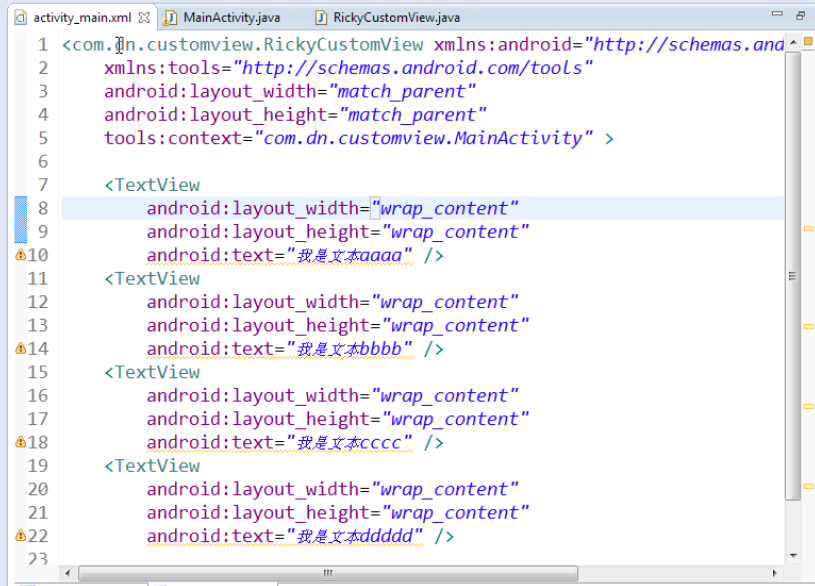 activity_main.xml MainActivity.java RickyCustomView.java
1 <com.dn.customview.RickyCustomView xmlns:android="http://schemas.and
2 xmlns:tools="http://schemas.android.com/tools"
3 android:layout_width="match_parent"
4 android:layout_height="match_parent"
5 tools:context="com.dn.customview.MainActivity" >
6
7 <TextView
8 android:layout_width="wrap_content"
9 android:layout_height="wrap_content"
10 android:text="我是文本aaaa" />
11 <TextView
12 android:layout_width="wrap_content"
13 android:layout_height="wrap_content"
14 android:text="我是文本bbbb" />
15 <TextView
16 android:layout_width="wrap_content"
17 android:layout_height="wrap_content"
18 android:text="我是文本cccc" />
19 <TextView
20 android:layout_width="wrap_content"
21 android:layout_height="wrap_content"
22 android:text="我是文本ddddd" />
23